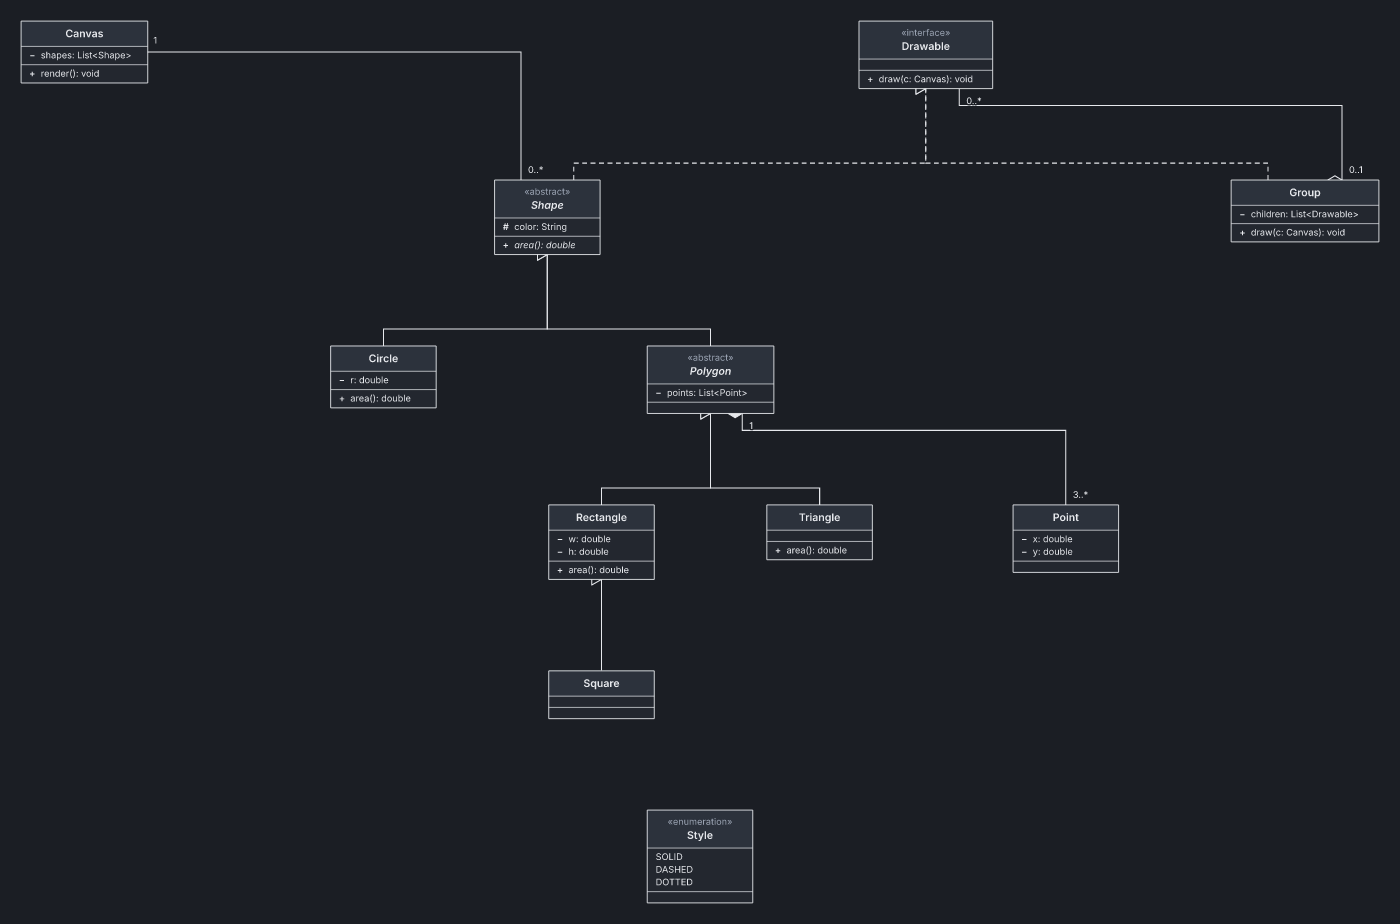 Canvas
− shapes: List<Shape>
+ render(): void
1
«interface»
Drawable
+ draw(c: Canvas): void
0..*
0..*
0..1
«abstract»
Shape
# color: String
+ area(): double
Group
− children: List<Drawable>
+ draw(c: Canvas): void
Circle
− r: double
+ area(): double
«abstract»
Polygon
− points: List<Point>
1
3..*
Rectangle
− w: double
− h: double
+ area(): double
Triangle
+ area(): double
Point
− x: double
− y: double
Square
«enumeration»
Style
SOLID
DASHED
DOTTED